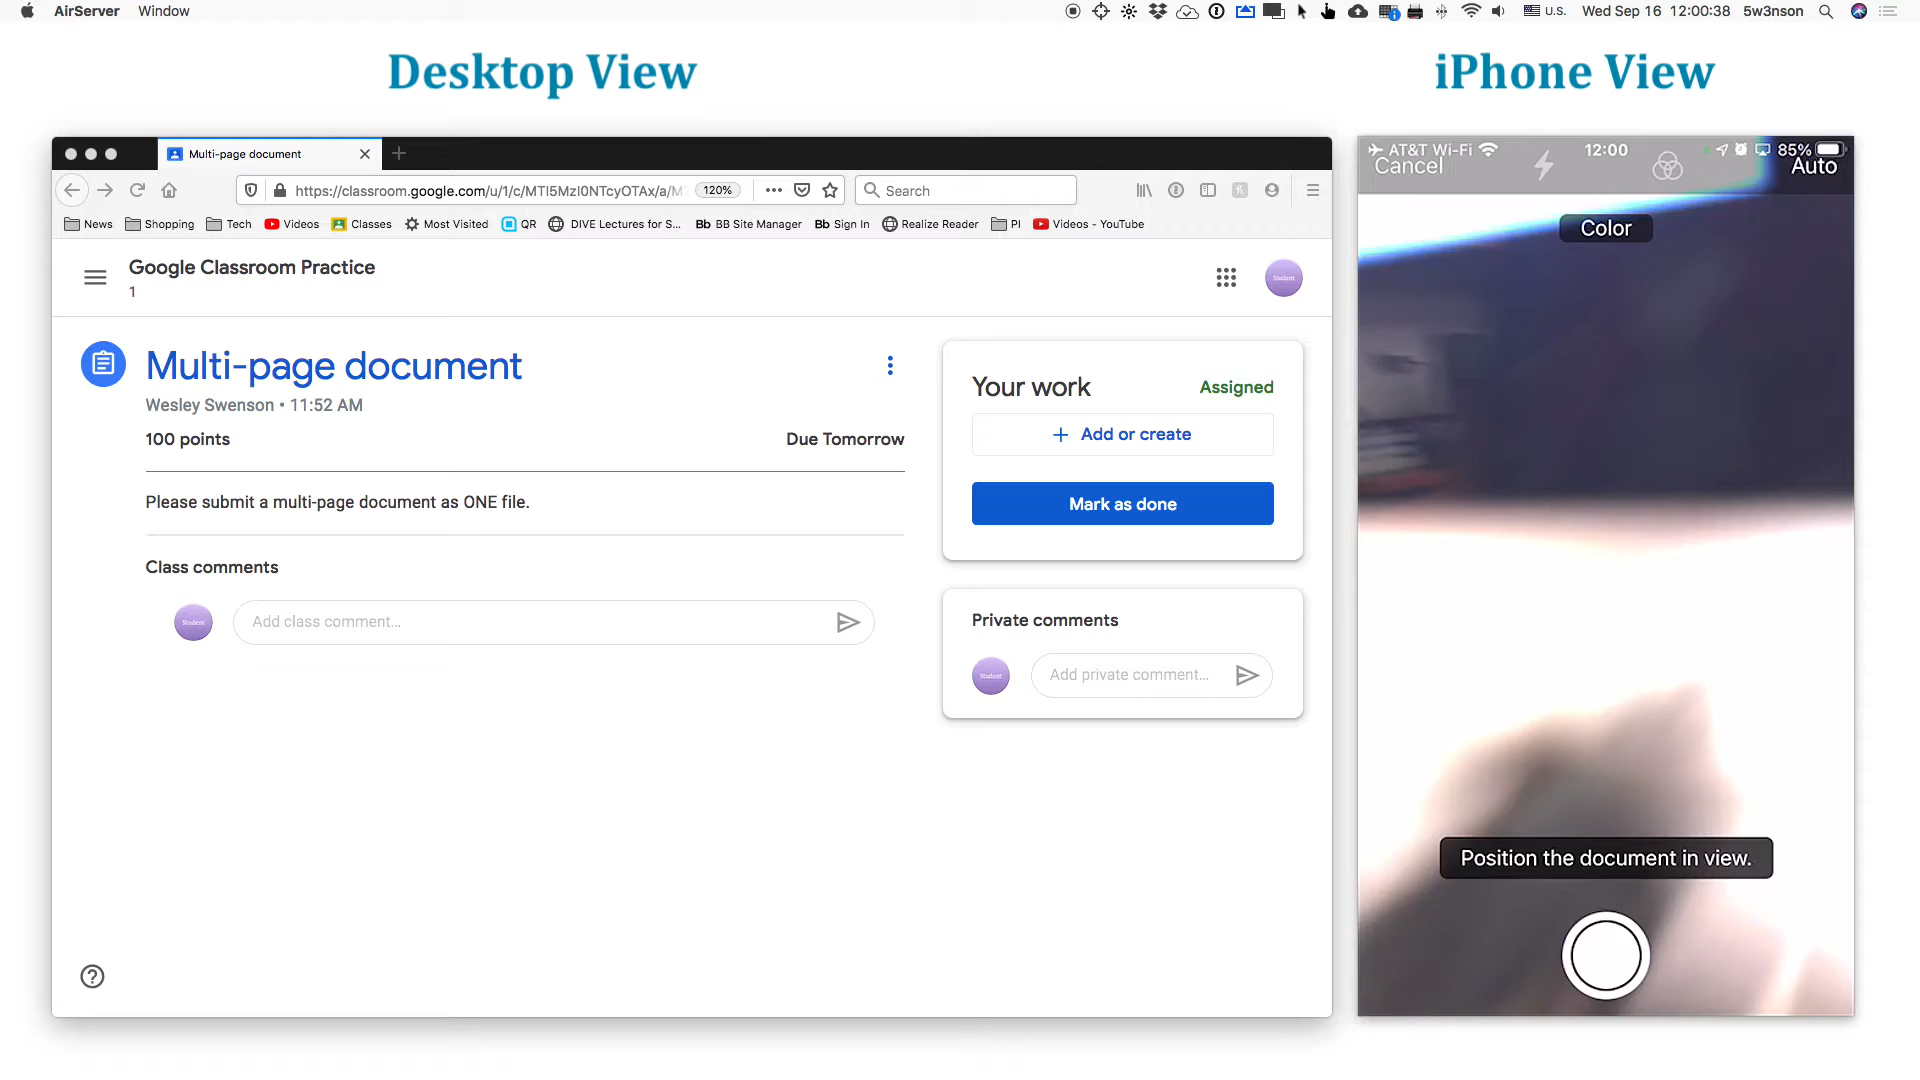 AirServer Window U.S. Wed Sep 16 12:00:38 5w3nson
Desktop View
iPhone View
Multi-page document
https://classroom.google.com/u/1/c/MTI5MzI0NTcyOTAx/a/M
120%
Search
News Shopping Tech Videos Classes Most Visited QR DIVE Lectures for S... Bb BB Site Manager Bb Sign In Realize Reader PI Videos - YouTube
Google Classroom Practice
1
Student
Multi-page document
Wesley Swenson • 11:52 AM
100 points
Due Tomorrow
Please submit a multi-page document as ONE file.
Class comments
Student
Add class comment...
Your work
Assigned
+ Add or create
Mark as done
Private comments
Student
Add private comment...
AT&T Wi-Fi 12:00 85%
Cancel
Auto
Color
Position the document in view.